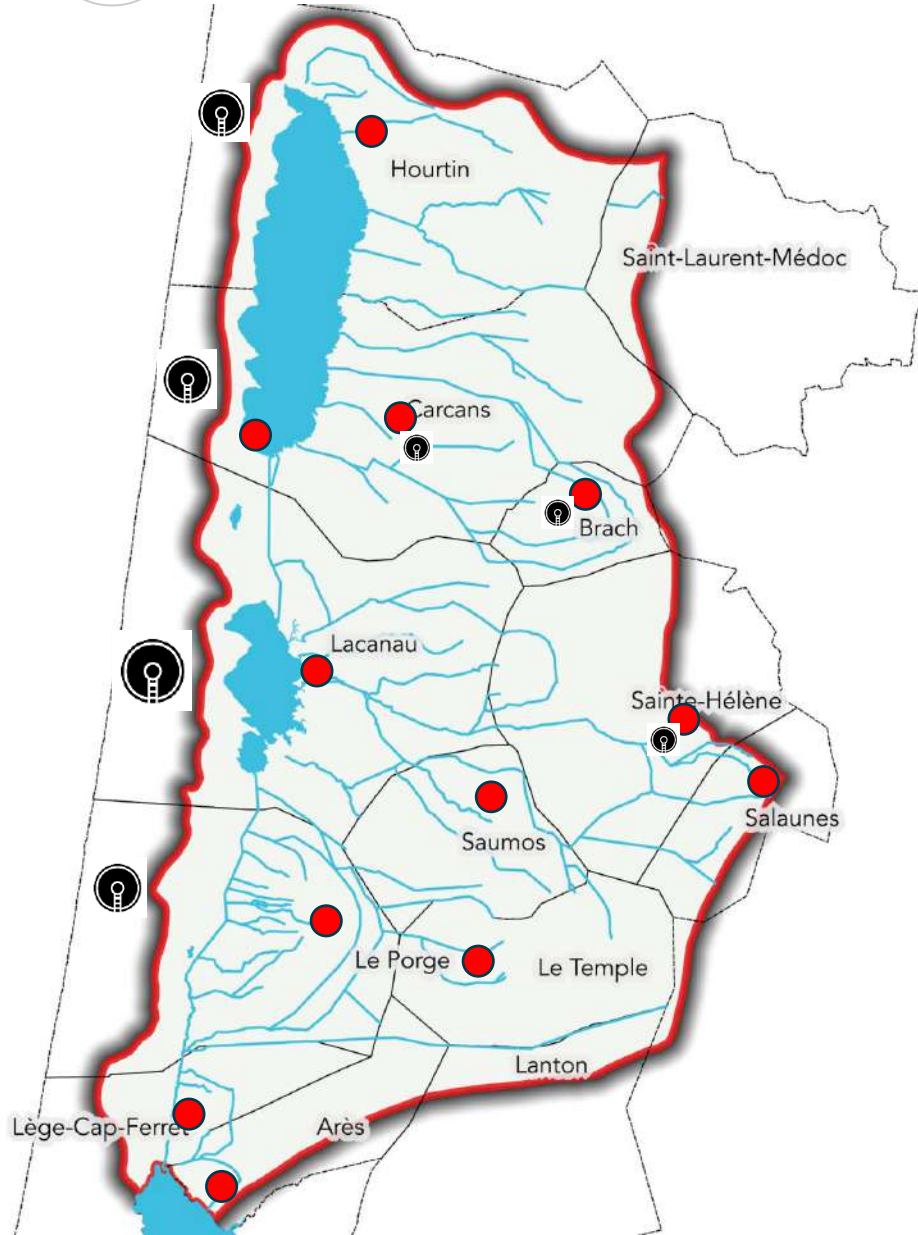 Hourtin
Saint-Laurent-Médoc
Carcans
Brach
Lacanau
Sainte-Hélène
Salaunes
Saumos
Le Porge
Le Temple
Lanton
Lège-Cap-Ferret
Arès